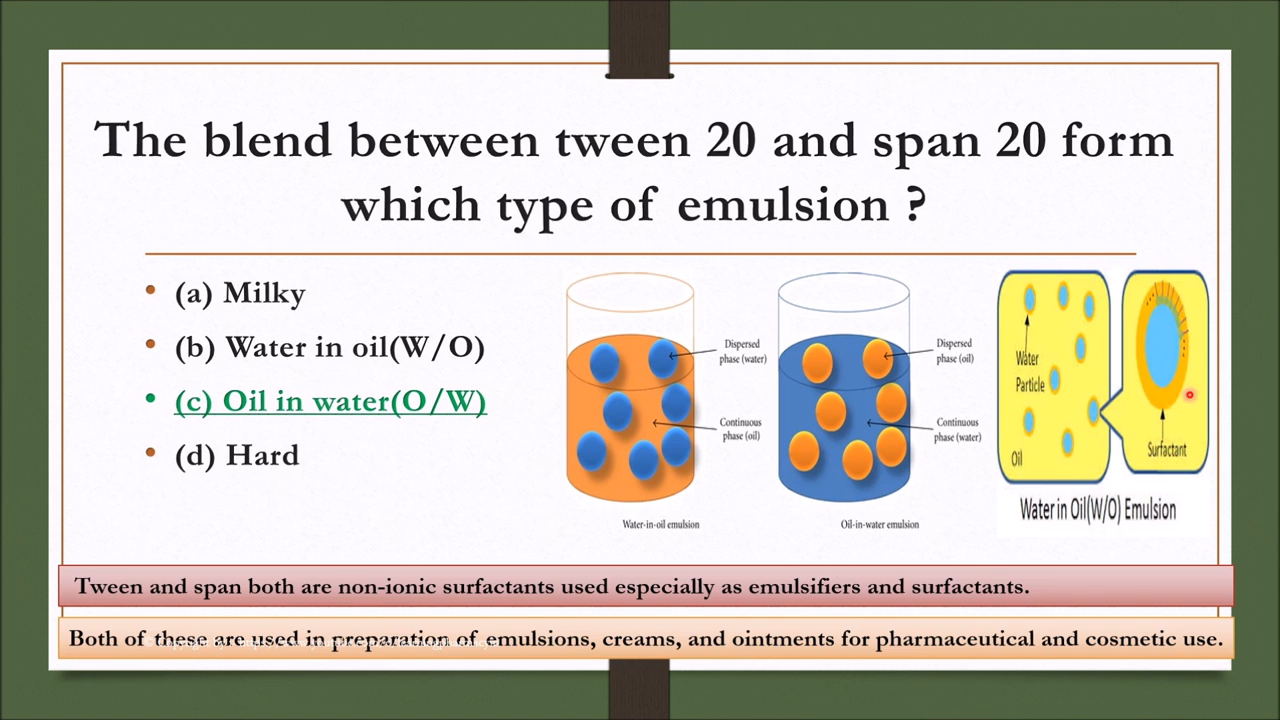 The blend between tween 20 and span 20 form
which type of emulsion ?
• (a) Milky
• (b) Water in oil(W/O)
• (c) Oil in water(O/W)
• (d) Hard
Dispersed
phase (water)
Continuous
phase (oil)
Water-in-oil emulsion
Dispersed
phase (oil)
Continuous
phase (water)
Oil-in-water emulsion
Water
Particle
Oil
Surfactant
Water in Oil(W/O) Emulsion
Tween and span both are non-ionic surfactants used especially as emulsifiers and surfactants.
Both of these are used in preparation of emulsions, creams, and ointments for pharmaceutical and cosmetic use.